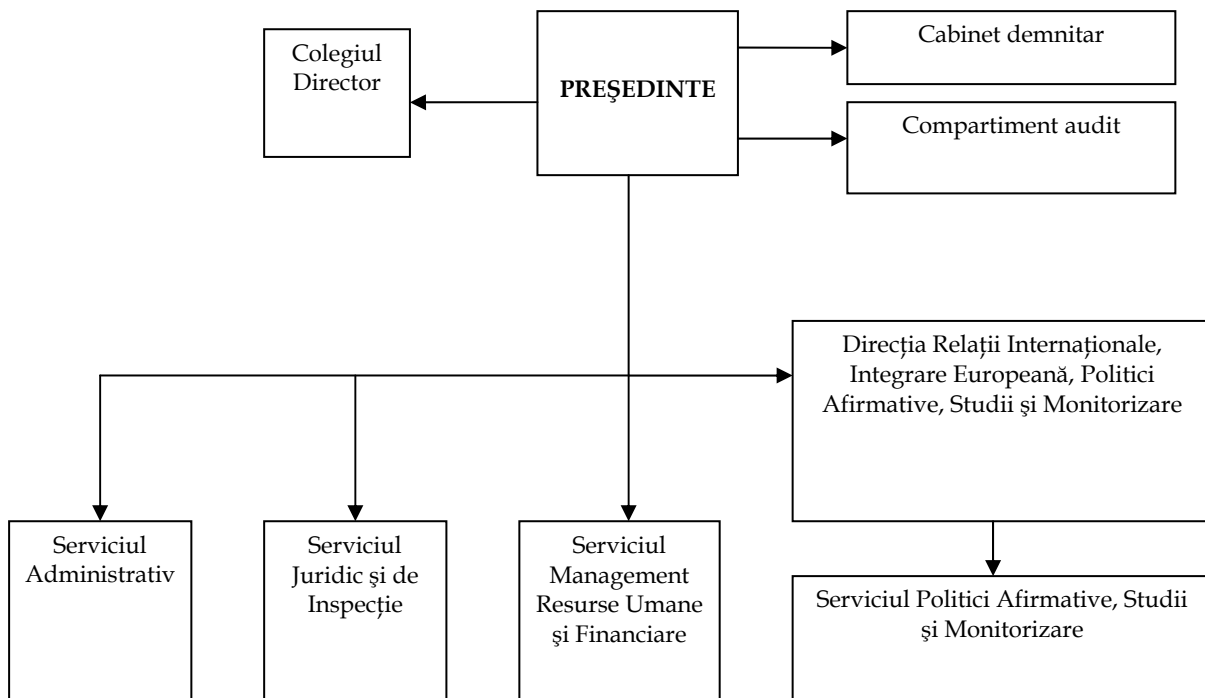 Colegiul
Director
PREŞEDINTE
Cabinet demnitar
Compartiment audit
Direcţia Relaţii Internaţionale,
Integrare Europeană, Politici
Afirmative, Studii şi Monitorizare
Serviciul
Administrativ
Serviciul
Juridic şi de
Inspecţie
Serviciul
Management
Resurse Umane
şi Financiare
Serviciul Politici Afirmative, Studii
şi Monitorizare